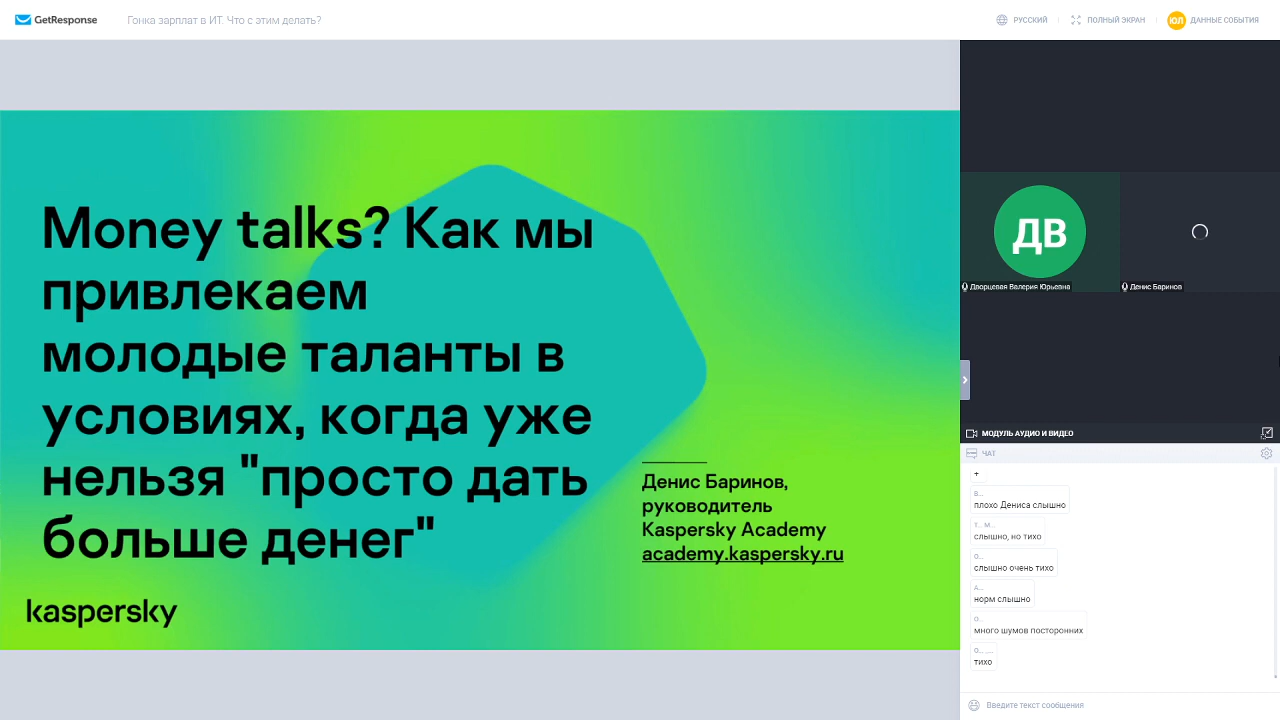 GetResponse
Гонка зарплат в ИТ. Что с этим делать?
РУССКИЙ
ПОЛНЫЙ ЭКРАН
ЮЛ
ДАННЫЕ СОБЫТИЯ
Money talks? Как мы
привлекаем
молодые таланты в
условиях, когда уже
нельзя "просто дать
больше денег"
Денис Баринов,
руководитель
Kaspersky Academy
academy.kaspersky.ru
kaspersky
ДВ
Дворцевая Валерия Юрьевна
Денис Баринов
МОДУЛЬ АУДИО И ВИДЕО
ЧАТ
+
В...
плохо Дениса слышно
Т... М...
слышно, но тихо
О...
слышно очень тихо
А...
норм слышно
О...
много шумов посторонних
О... ...
тихо
Введите текст сообщения